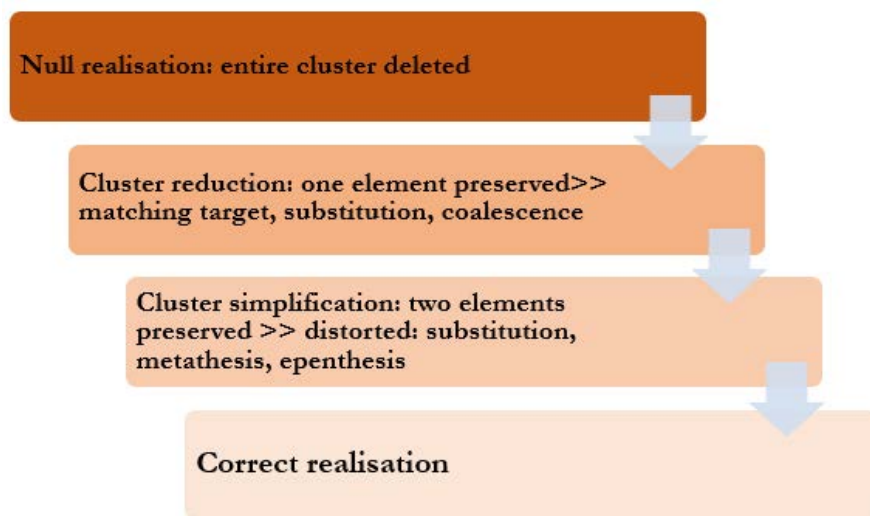 Null realisation: entire cluster deleted
Cluster reduction: one element preserved>>
matching target, substitution, coalescence
Cluster simplification: two elements
preserved >> distorted: substitution,
metathesis, epenthesis
Correct realisation